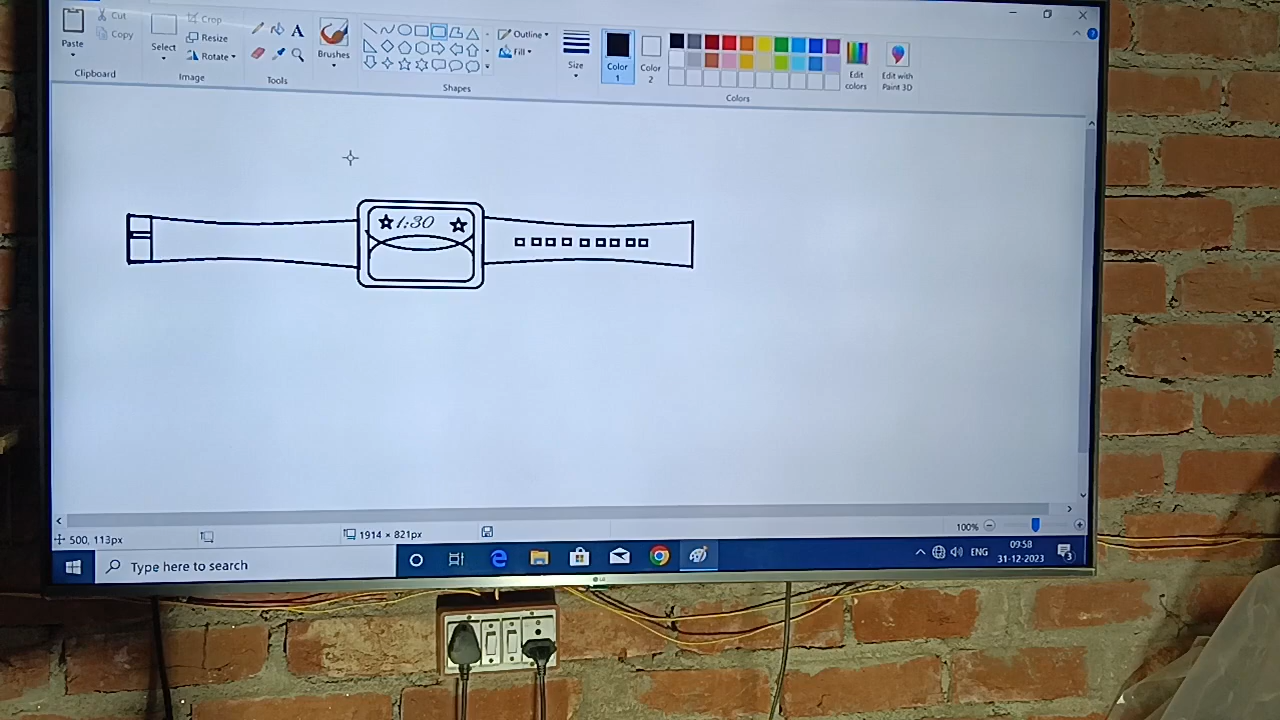 Paste
Cut
Copy
Clipboard
Select
Crop
Resize
Rotate
Image
A
Tools
Brushes
Shapes
Outline
Fill
Size
Color 1
Color 2
Colors
Edit colors
Edit with Paint 3D
1:30
500, 113px
1914 × 821px
100%
Type here to search
ENG
09:58
31-12-2023
3
LG